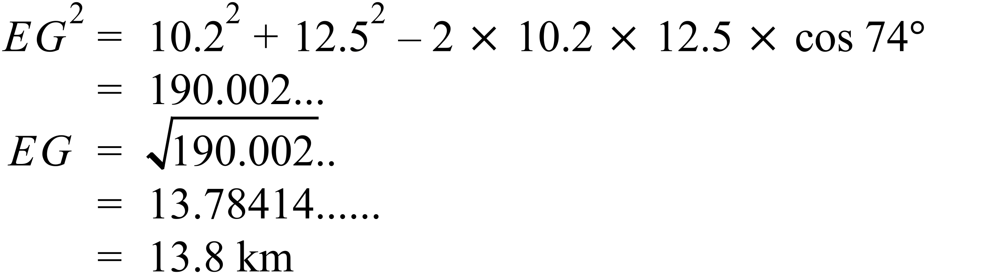 EG² = 10.2² + 12.5² – 2 × 10.2 × 12.5 × cos 74°
= 190.002...
EG = √190.002..
= 13.78414......
= 13.8 km